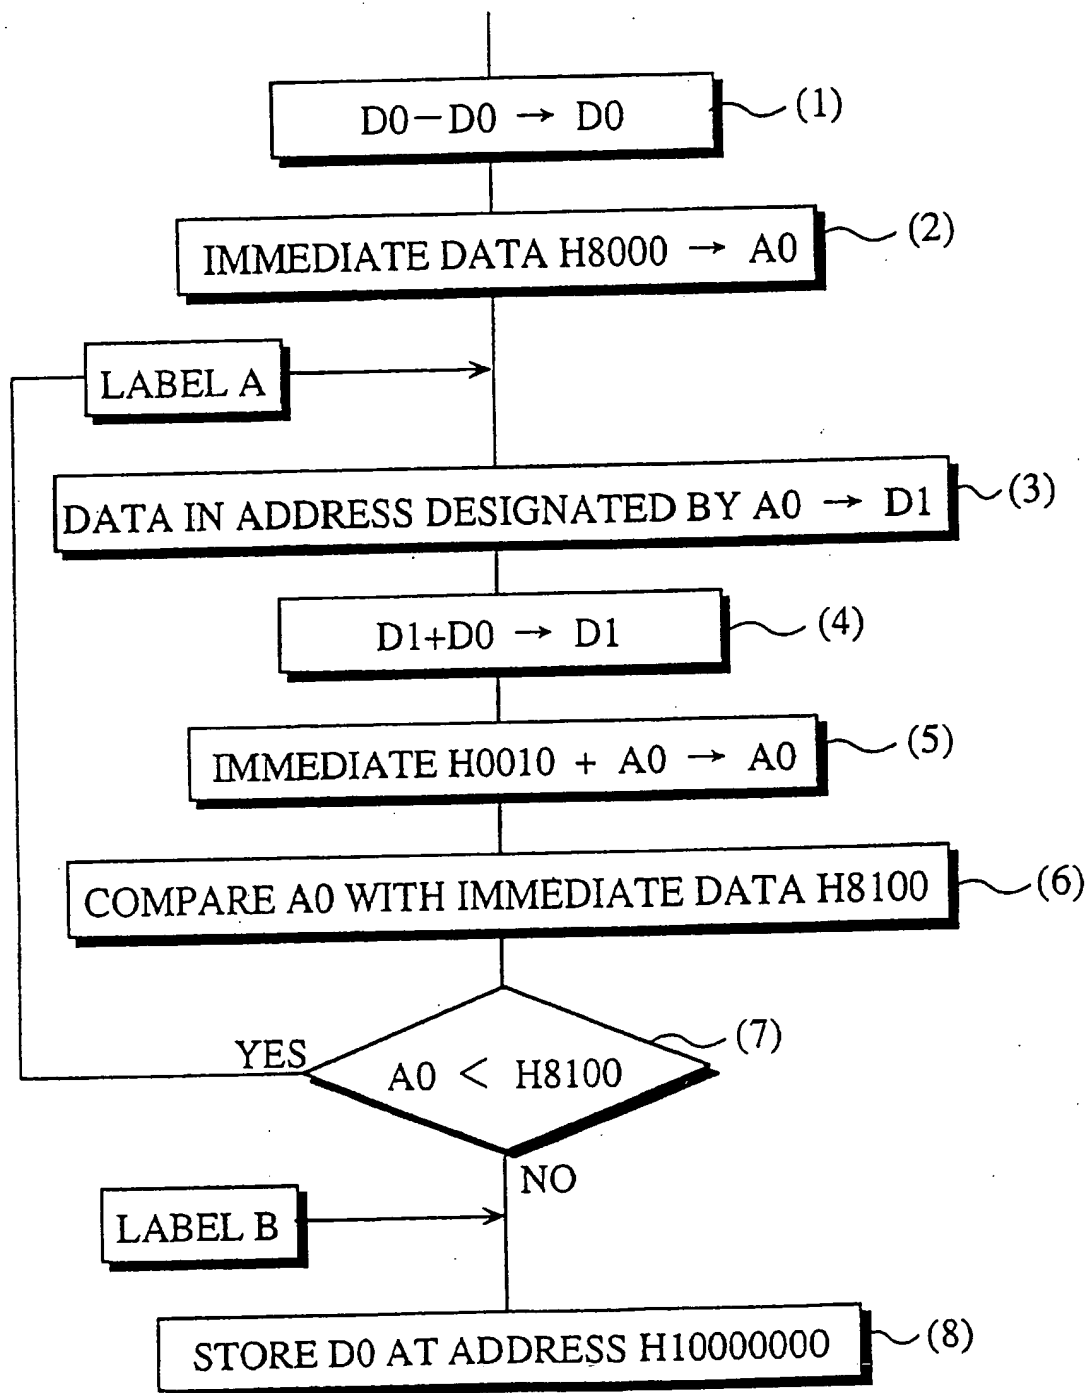 D0−D0 → D0
(1)
IMMEDIATE DATA H8000 → A0
(2)
LABEL A
DATA IN ADDRESS DESIGNATED BY A0 → D1
(3)
D1+D0 → D1
(4)
IMMEDIATE H0010 + A0 → A0
(5)
COMPARE A0 WITH IMMEDIATE DATA H8100
(6)
(7)
YES
A0 < H8100
NO
LABEL B
STORE D0 AT ADDRESS H10000000
(8)